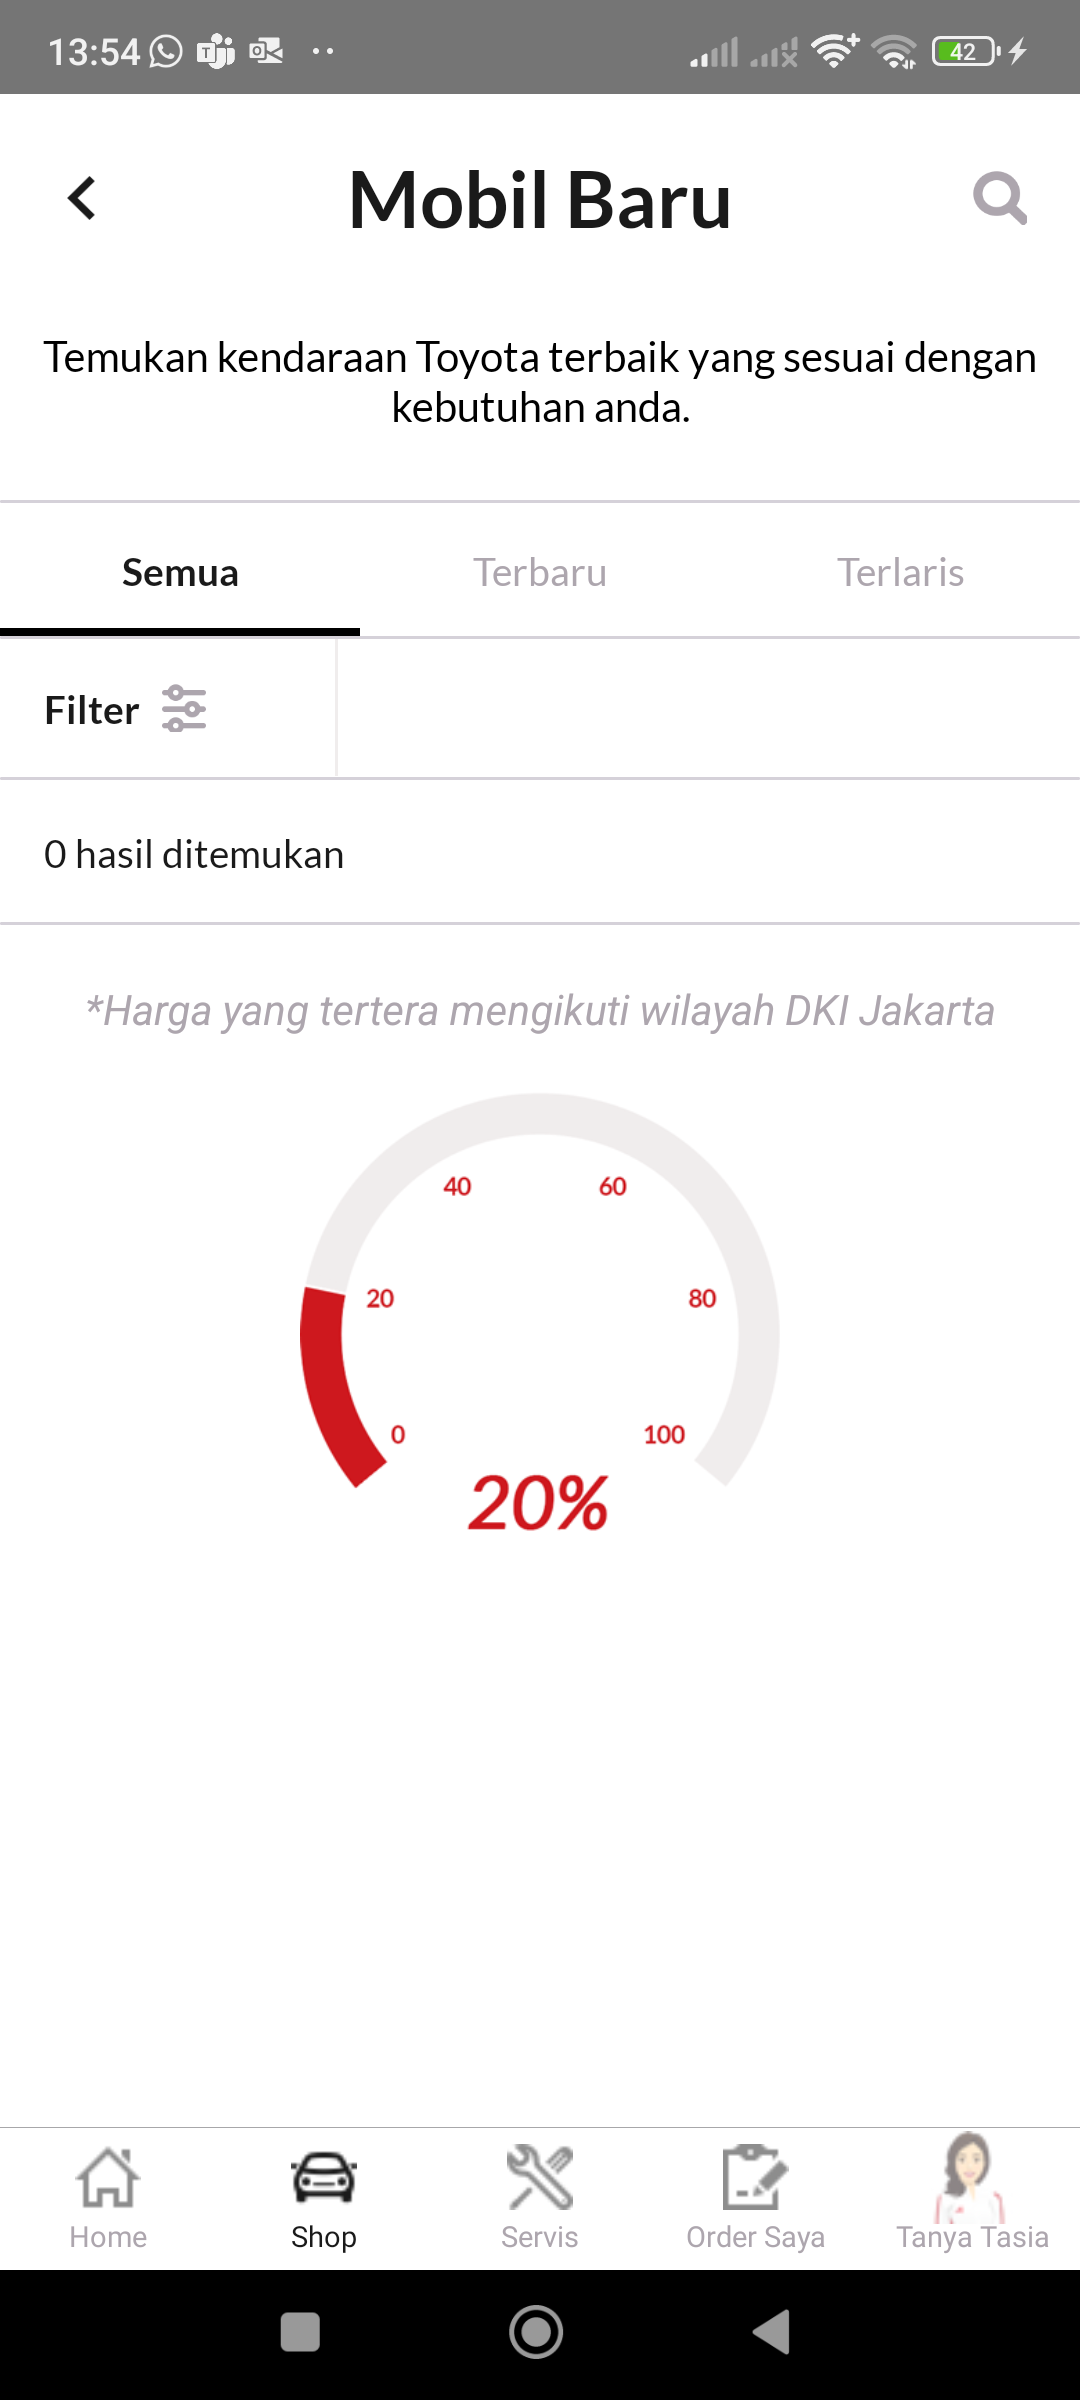 13:54
42
Mobil Baru
Temukan kendaraan Toyota terbaik yang sesuai dengan
kebutuhan anda.
Semua
Terbaru
Terlaris
Filter
0 hasil ditemukan
*Harga yang tertera mengikuti wilayah DKI Jakarta
40
60
20
80
0
100
20%
Home
Shop
Servis
Order Saya
Tanya Tasia